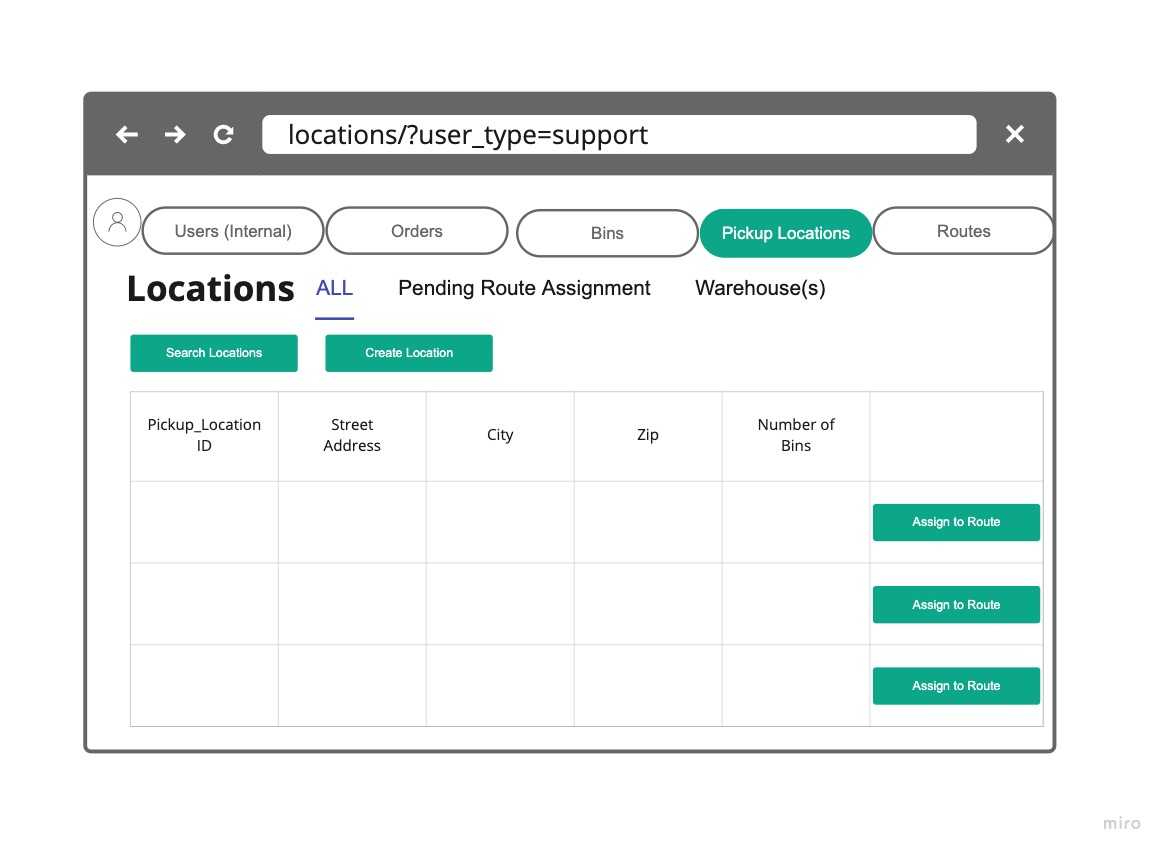 locations/?user_type=support
Users (Internal)
Orders
Bins
Pickup Locations
Routes
Locations
ALL
Pending Route Assignment
Warehouse(s)
Search Locations
Create Location
Pickup_Location
ID
Street
Address
City
Zip
Number of
Bins
Assign to Route
Assign to Route
Assign to Route
miro